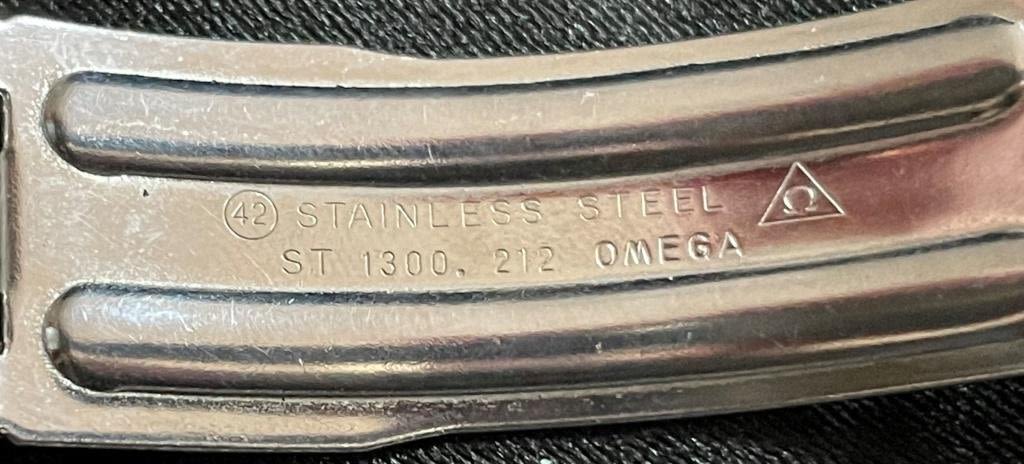 42 STAINLESS STEEL Ω
ST 1300. 212 OMEGA